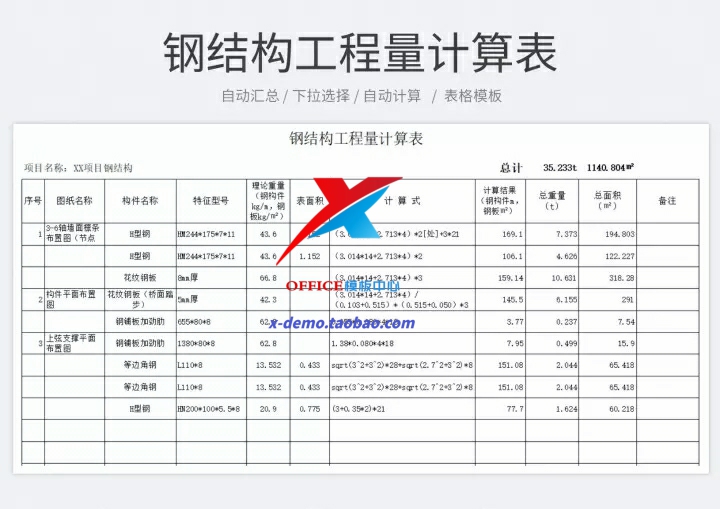 钢结构工程量计算表
自动汇总 / 下拉选择 / 自动计算 / 表格模板
钢结构工程量计算表
项目名称: XX项目钢结构 总计 35.233t 1140.804㎡
序号 图纸名称 构件名称 特征型号 理论重量（钢构件kg/m, 钢板kg/㎡） 表面积 计 算 式 计算结果（钢构件m, 钢板㎡） 总重量（t） 总面积（㎡） 备注
1 3-6轴墙面檩条布置图（节点 H型钢 HM244*175*7*11 43.6 (3. 2.713*4) *2[处]+3*21 169.1 7.373 194.803
H型钢 HM244*175*7*11 43.6 1.152 (3.014*14+2.713*4) *2 106.1 4.626 122.227
花纹钢板 8mm厚 66.8 (3.014*14+2.713*4) *3 159.14 10.631 318.28
2 构件平面布置图 花纹钢板（桥面踏步） 5mm厚 42.3 (3.014*14+2.713*4) / (0.103+0.515) * (0.515+0.050) *3 145.5 6.155 291
钢铺板加劲肋 655*80*8 3.77 0.237 7.54
3 上弦支撑平面布置图 钢铺板加劲肋 1380*80*8 62.8 1.38*0.080*4*18 7.95 0.499 15.9
等边角钢 L110*8 13.532 0.433 sqrt(3^2+3^2)*28+sqrt(2.7^2+3^2)*8 151.08 2.044 65.418
等边角钢 L110*8 13.532 0.433 sqrt(3^2+3^2)*28+sqrt(2.7^2+3^2)*8 151.08 2.044 65.418
H型钢 HN200*100*5.5*8 20.9 0.775 (3+0.35*2)*21 77.7 1.624 60.218
OFFICE模板中心
x-demo.taobao.com